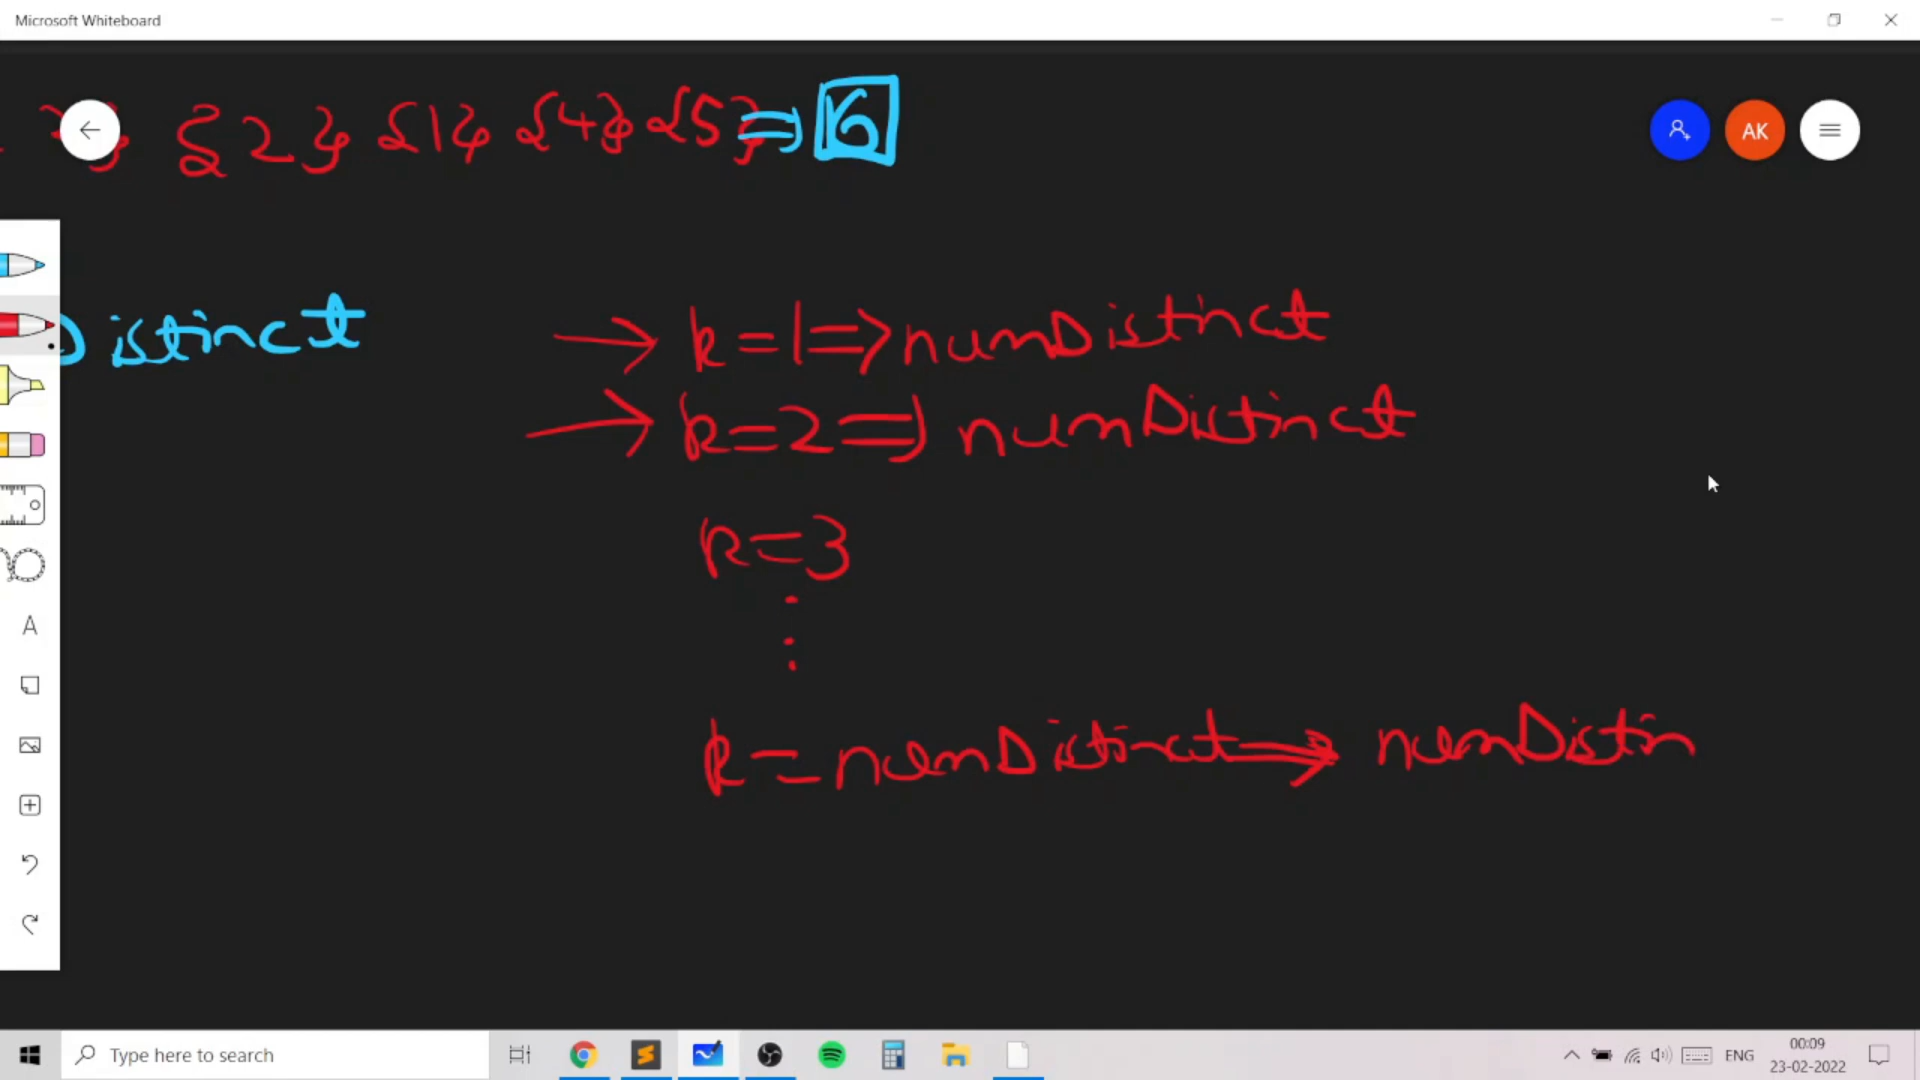 Microsoft Whiteboard
} {2} {1} {4} {5} => 6
AK
Distinct
→ k=1=> numDistinct
→ k=2=> numDistinct
k=3
:
:
k=numDistinct → numDistin
A
Type here to search
ENG
00:09
23-02-2022